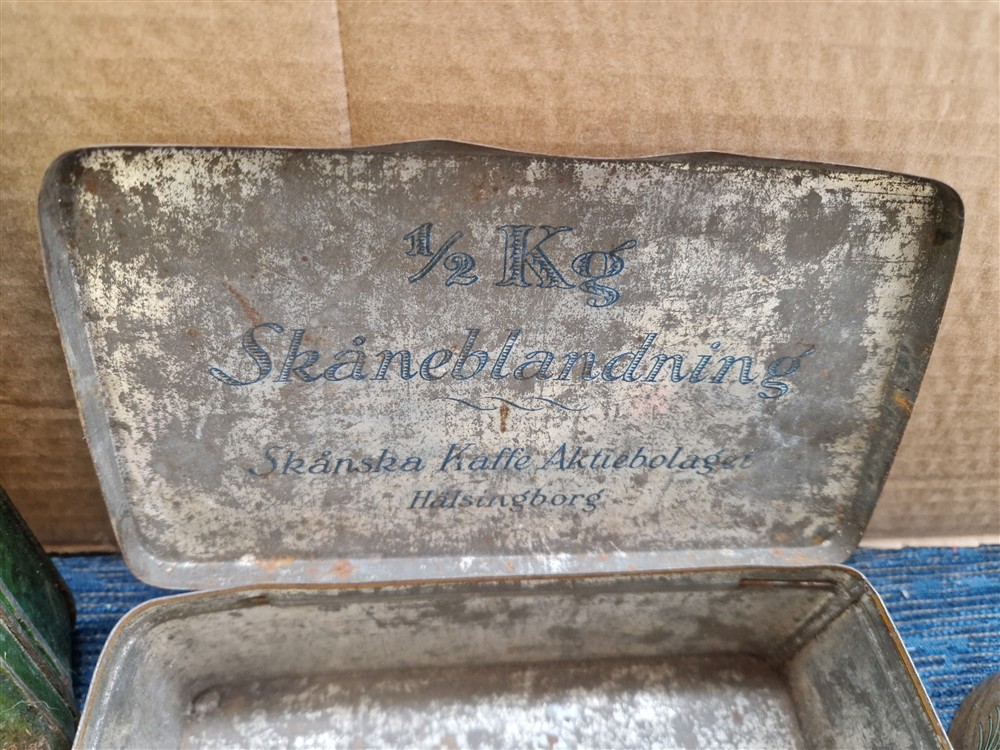 ½ Kg
Skåneblandning
Skånska Kaffe Aktiebolaget
Hälsingborg